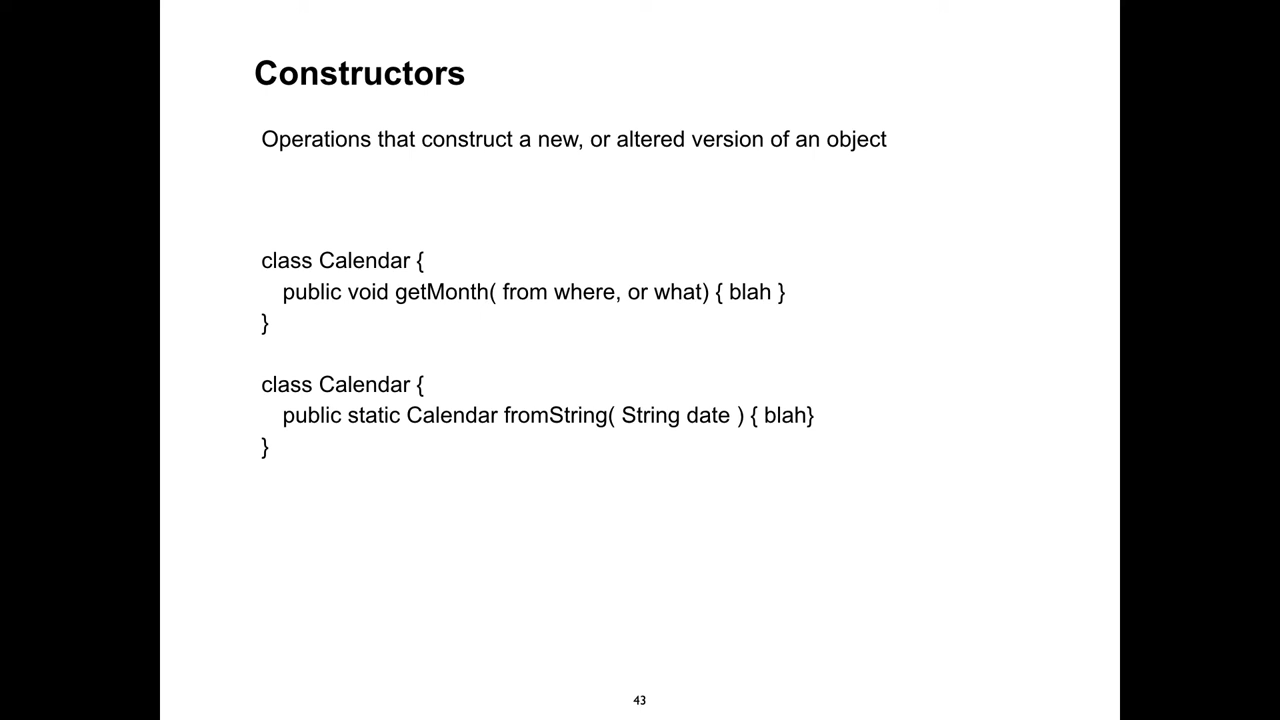 Constructors
Operations that construct a new, or altered version of an object
class Calendar {
public void getMonth( from where, or what) { blah }
}
class Calendar {
public static Calendar fromString( String date ) { blah}
}
43